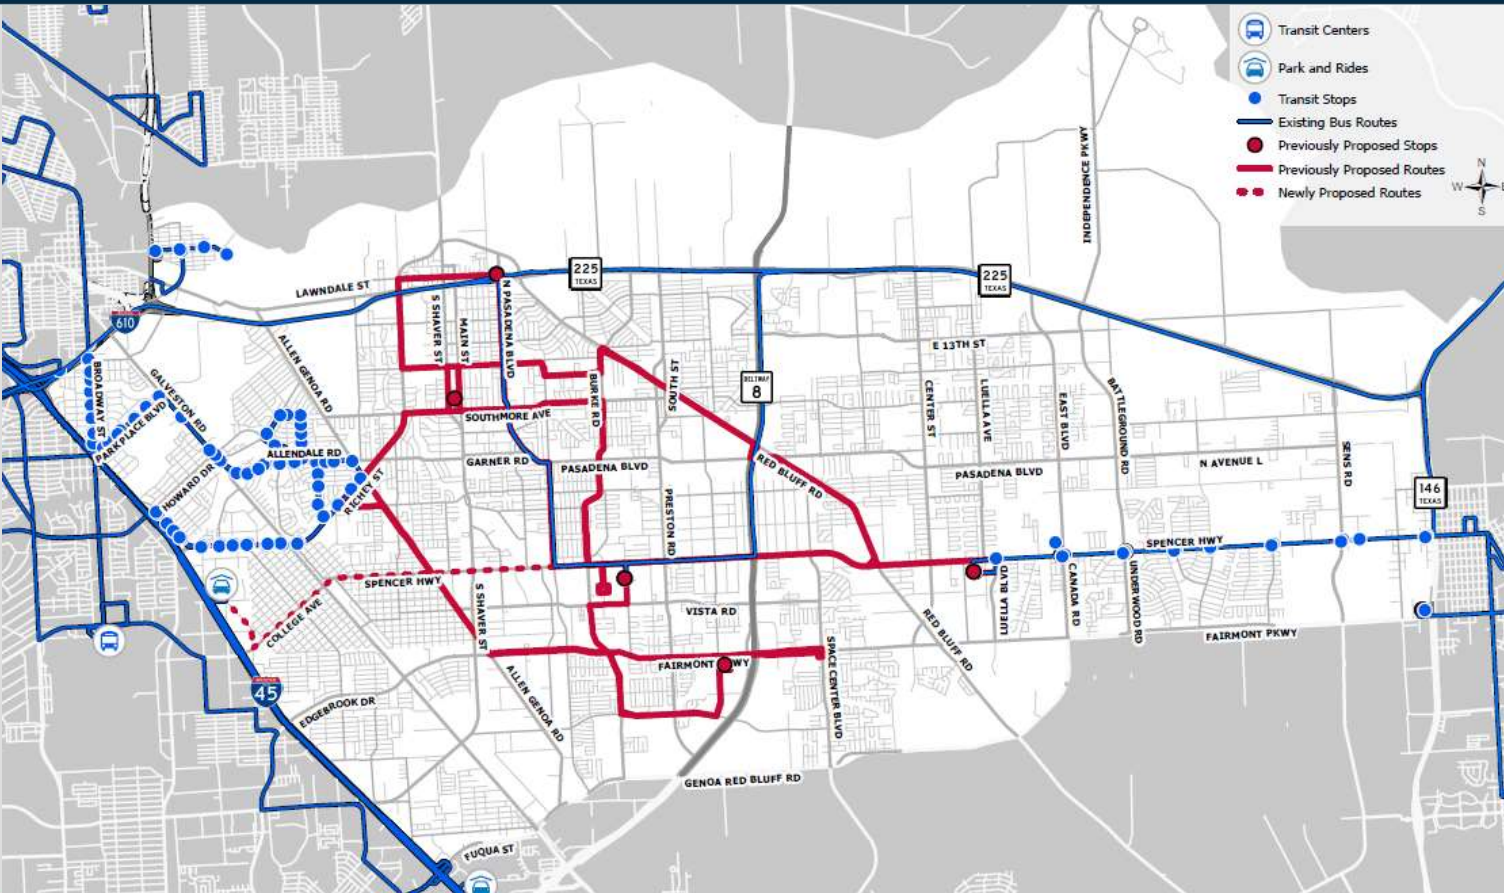 Transit Centers
Park and Rides
Transit Stops
Existing Bus Routes
Previously Proposed Stops
Previously Proposed Routes
Newly Proposed Routes
N
W
E
S
INDEPENDENCE PKWY
225
TEXAS
225
TEXAS
LAWNDALE ST
610
S SHAVER ST
MAIN ST
N PASADENA BLVD
ALLEN GENOA RD
E 13TH ST
BROADWAY ST
GALVESTON RD
BURKE RD
SOUTH ST
BELTWAY
8
CENTER ST
LUELLA AVE
EAST BLVD
BATTLEGROUND RD
PARK PLACE BLVD
SOUTHMORE AVE
ALLENDALE RD
GARNER RD
PASADENA BLVD
RED BLUFF RD
PASADENA BLVD
N AVENUE L
SENS RD
HOWARD DR
RICHEY ST
PRESTON RD
146
TEXAS
SPENCER HWY
SPENCER HWY
S SHAVER ST
LUELLA BLVD
CANADA RD
UNDERWOOD RD
COLLEGE AVE
VISTA RD
RED BLUFF RD
FAIRMONT PKWY
FAIRMONT WY
SPACE CENTER BLVD
45
EDGEBROOK DR
ALLEN GENOA RD
GENOA RED BLUFF RD
FUQUA ST